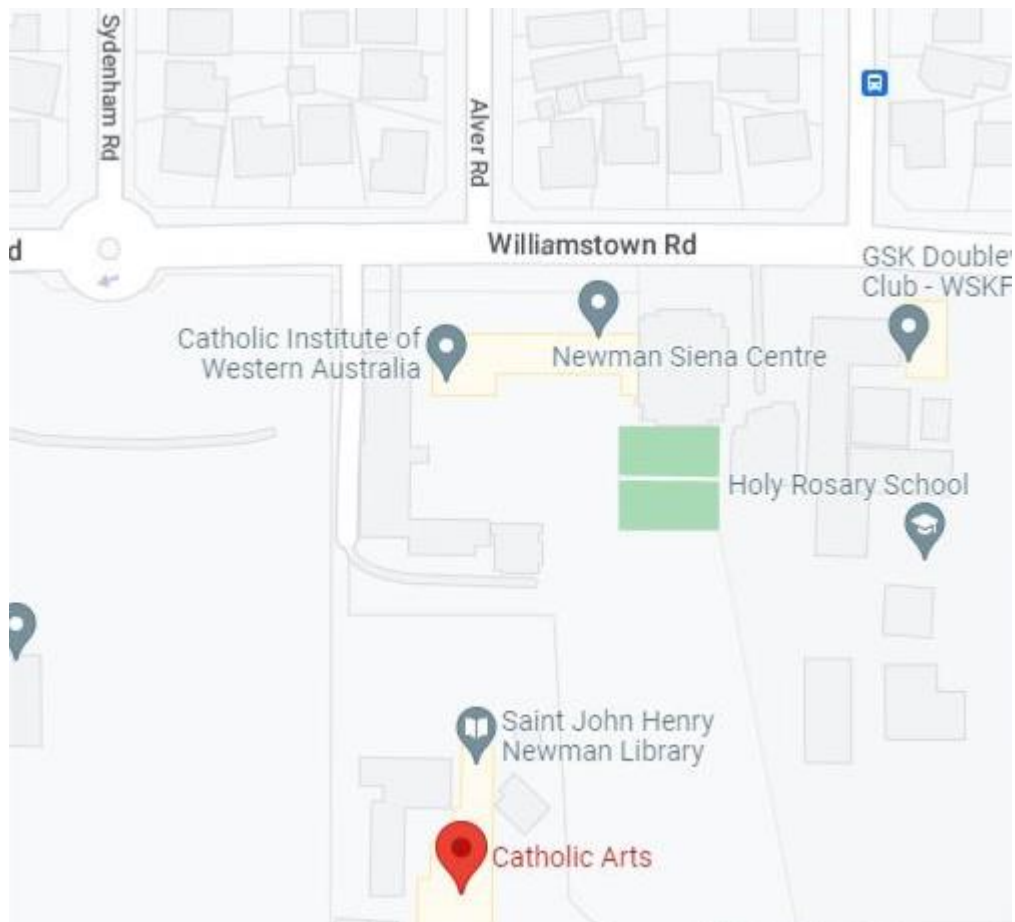 Sydenham Rd
Alver Rd
d
Williamstown Rd
GSK Doublev
Club - WSKF
Catholic Institute of
Western Australia
Newman Siena Centre
Holy Rosary School
Saint John Henry
Newman Library
Catholic Arts